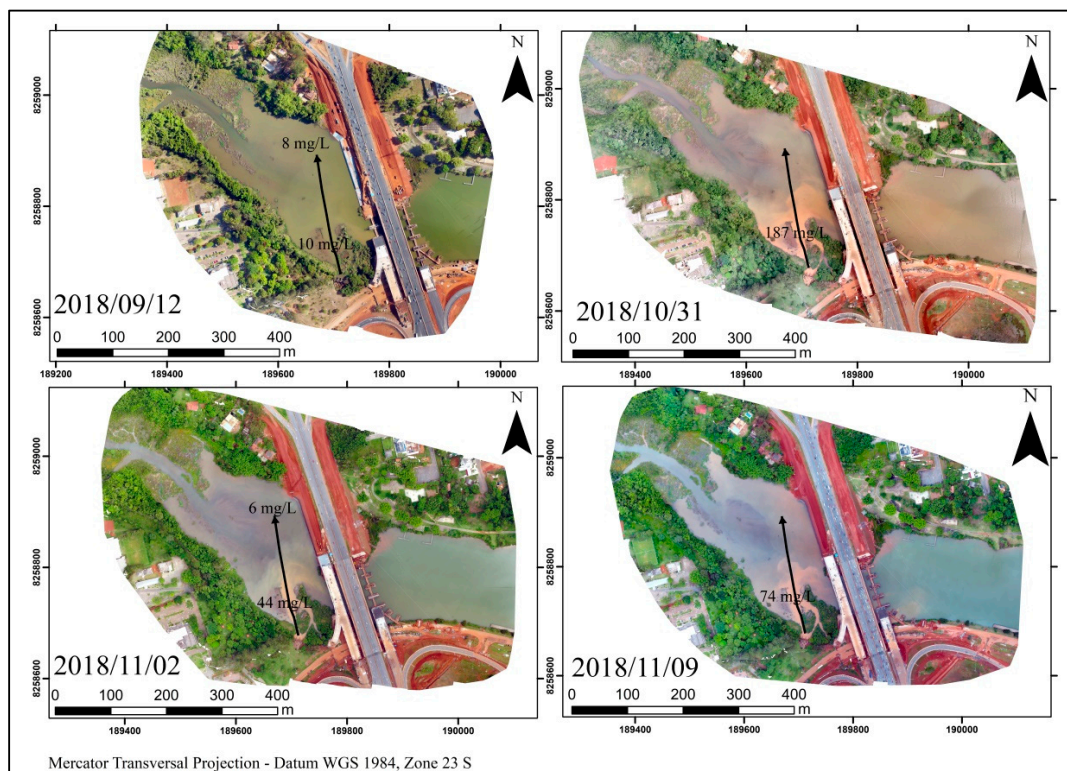 N
8259000
8 mg/L
8258800
10 mg/L
8258600
2018/09/12
0 100 200 300 400
m
189200 189400 189600 189800 190000
N
8259000
8258800
187 mg/L
8258600
2018/10/31
0 100 200 300 400
m
189400 189600 189800 190000
N
8259000
6 mg/L
8258800
44 mg/L
8258600
2018/11/02
0 100 200 300 400
m
189400 189600 189800 190000
N
8259000
8258800
74 mg/L
8258600
2018/11/09
0 100 200 300 400
m
189400 189600 189800 190000
Mercator Transversal Projection - Datum WGS 1984, Zone 23 S